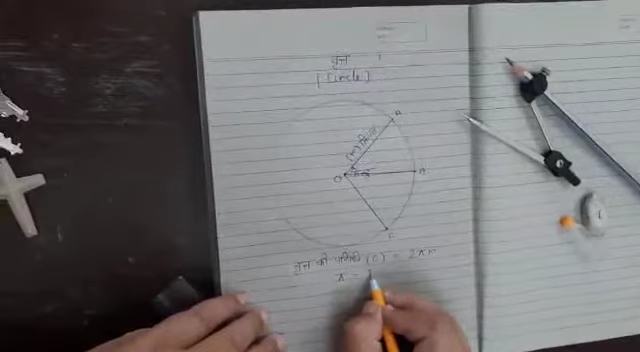 वृत्त
(Circle)
A
(r) त्रिज्या
O
B
C
वृत्त की परिधि (C) = 2πr
π =